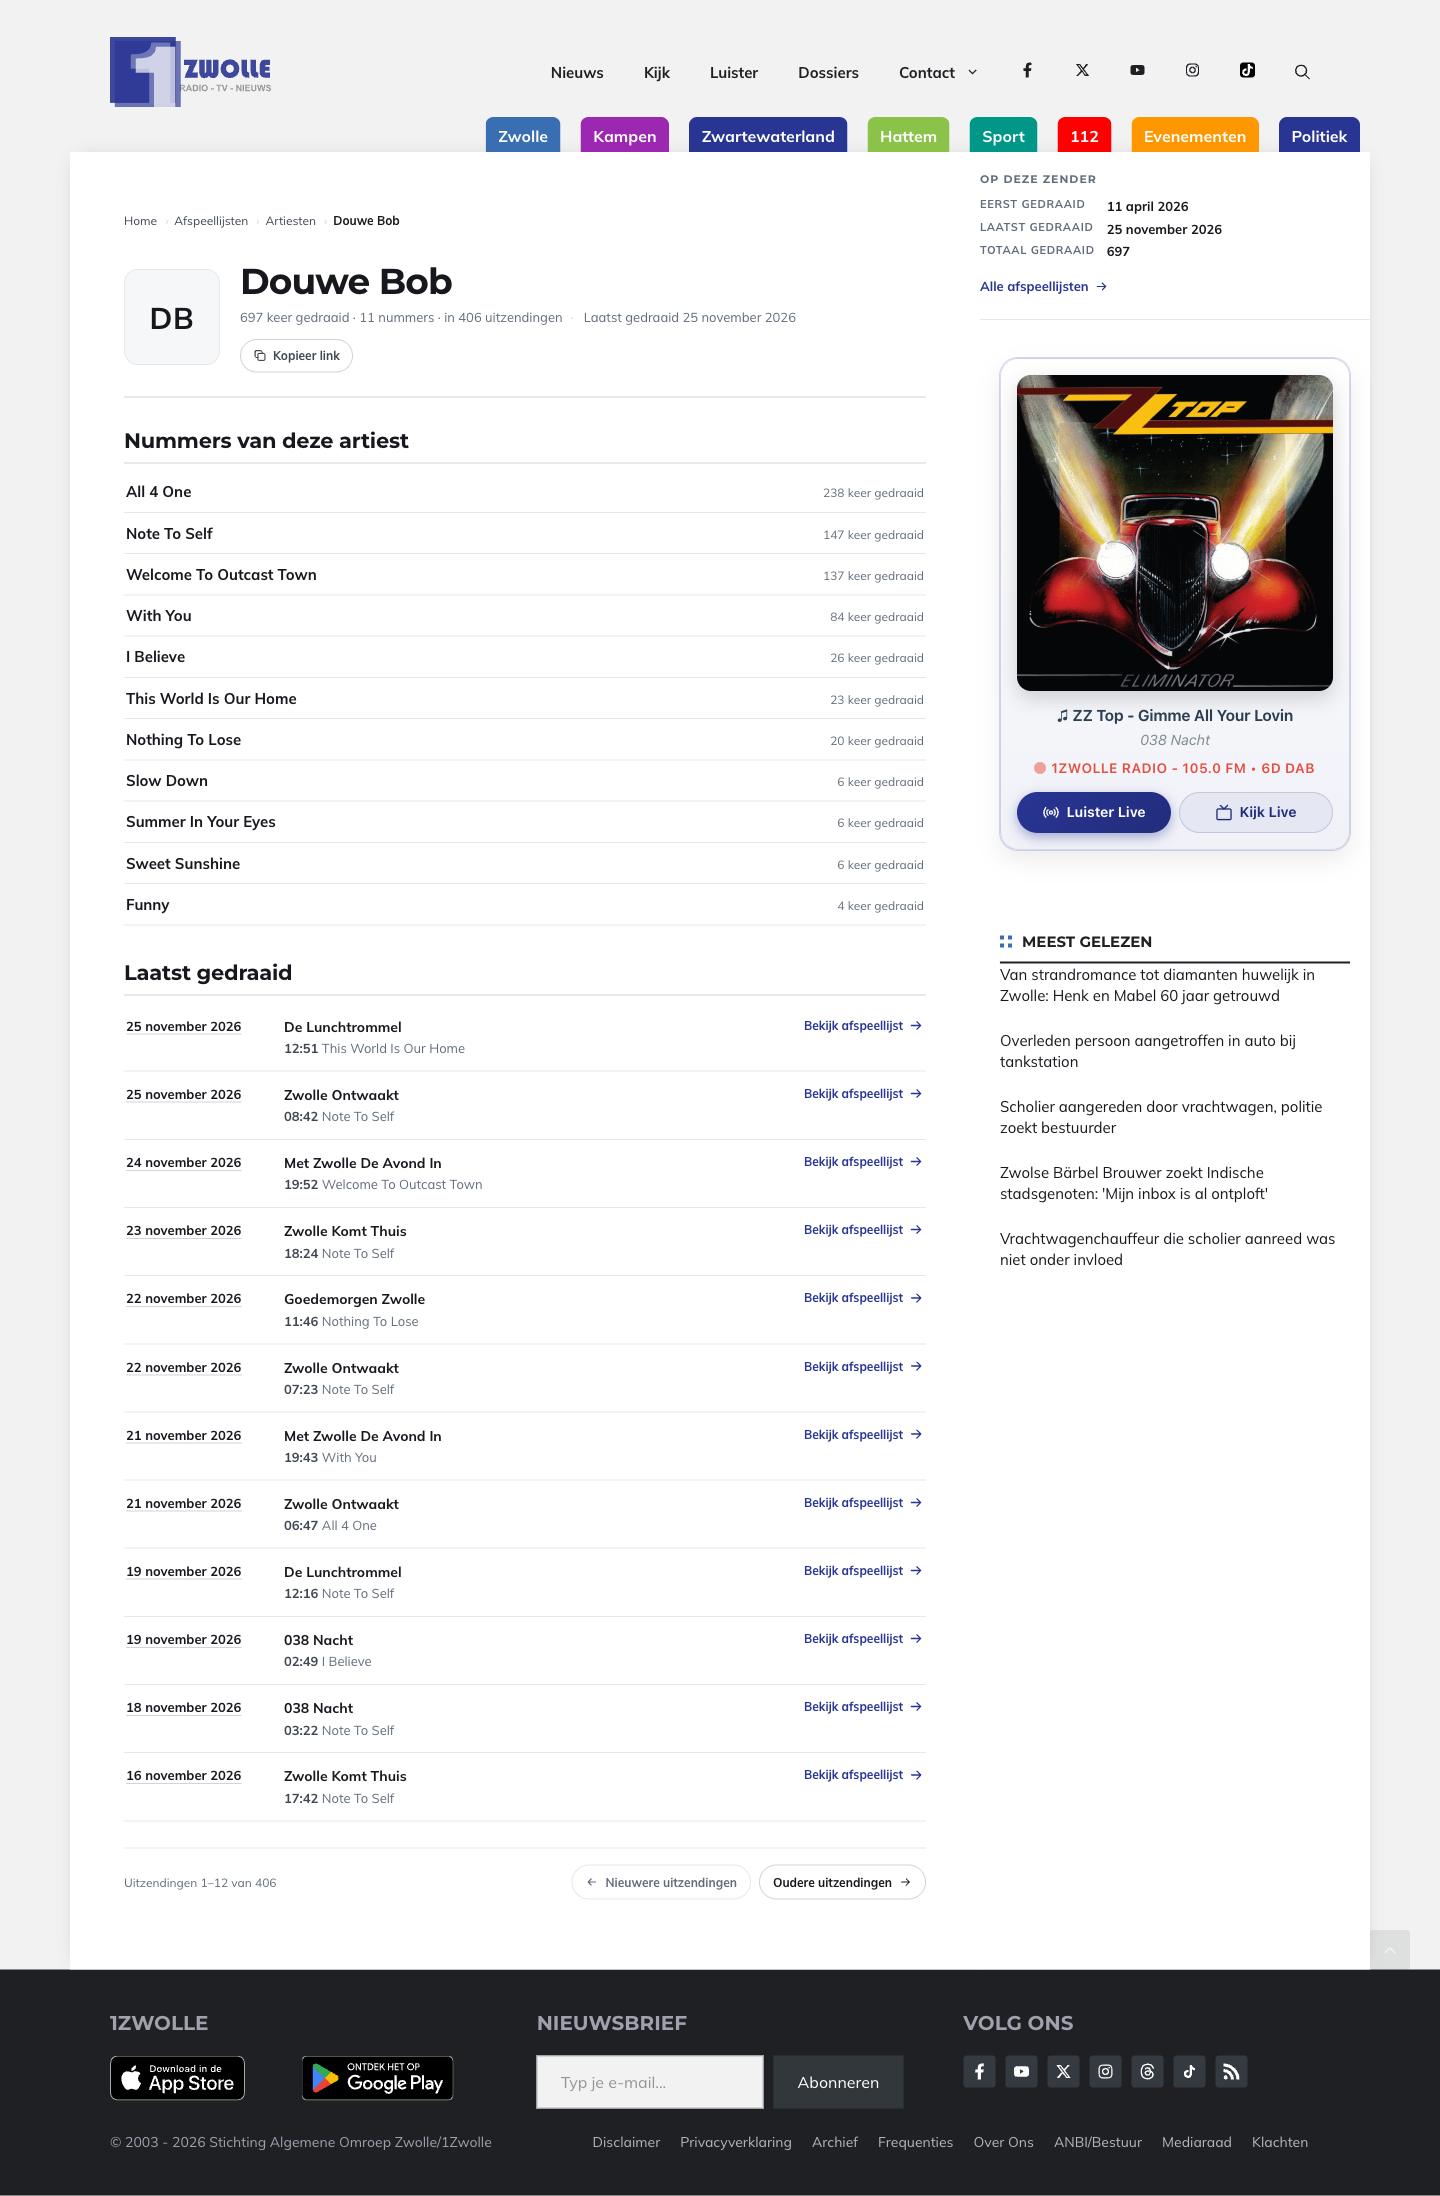 1ZWOLLE
RADIO - TV - NIEUWS
Nieuws Kijk Luister Dossiers Contact
Zwolle Kampen Zwartewaterland Hattem Sport 112 Evenementen Politiek
Home › Afspeellijsten › Artiesten › Douwe Bob
DB
Douwe Bob
697 keer gedraaid · 11 nummers · in 406 uitzendingen · Laatst gedraaid 25 november 2026
Kopieer link
Nummers van deze artiest
All 4 One 238 keer gedraaid
Note To Self 147 keer gedraaid
Welcome To Outcast Town 137 keer gedraaid
With You 84 keer gedraaid
I Believe 26 keer gedraaid
This World Is Our Home 23 keer gedraaid
Nothing To Lose 20 keer gedraaid
Slow Down 6 keer gedraaid
Summer In Your Eyes 6 keer gedraaid
Sweet Sunshine 6 keer gedraaid
Funny 4 keer gedraaid
Laatst gedraaid
25 november 2026 De Lunchtrommel Bekijk afspeellijst →
12:51 This World Is Our Home
25 november 2026 Zwolle Ontwaakt Bekijk afspeellijst →
08:42 Note To Self
24 november 2026 Met Zwolle De Avond In Bekijk afspeellijst →
19:52 Welcome To Outcast Town
23 november 2026 Zwolle Komt Thuis Bekijk afspeellijst →
18:24 Note To Self
22 november 2026 Goedemorgen Zwolle Bekijk afspeellijst →
11:46 Nothing To Lose
22 november 2026 Zwolle Ontwaakt Bekijk afspeellijst →
07:23 Note To Self
21 november 2026 Met Zwolle De Avond In Bekijk afspeellijst →
19:43 With You
21 november 2026 Zwolle Ontwaakt Bekijk afspeellijst →
06:47 All 4 One
19 november 2026 De Lunchtrommel Bekijk afspeellijst →
12:16 Note To Self
19 november 2026 038 Nacht Bekijk afspeellijst →
02:49 I Believe
18 november 2026 038 Nacht Bekijk afspeellijst →
03:22 Note To Self
16 november 2026 Zwolle Komt Thuis Bekijk afspeellijst →
17:42 Note To Self
Uitzendingen 1–12 van 406 ← Nieuwere uitzendingen Oudere uitzendingen →
OP DEZE ZENDER
EERST GEDRAAID 11 april 2026
LAATST GEDRAAID 25 november 2026
TOTAAL GEDRAAID 697
Alle afspeellijsten →
ZZ TOP
ELIMINATOR
♫ ZZ Top - Gimme All Your Lovin
038 Nacht
1ZWOLLE RADIO - 105.0 FM • 6D DAB
Luister Live Kijk Live
MEEST GELEZEN
Van strandromance tot diamanten huwelijk in
Zwolle: Henk en Mabel 60 jaar getrouwd
Overleden persoon aangetroffen in auto bij
tankstation
Scholier aangereden door vrachtwagen, politie
zoekt bestuurder
Zwolse Bärbel Brouwer zoekt Indische
stadsgenoten: 'Mijn inbox is al ontploft'
Vrachtwagenchauffeur die scholier aanreed was
niet onder invloed
1ZWOLLE
Download in de
App Store
ONTDEK HET OP
Google Play
NIEUWSBRIEF
Typ je e-mail... Abonneren
VOLG ONS
© 2003 - 2026 Stichting Algemene Omroep Zwolle/1Zwolle
Disclaimer Privacyverklaring Archief Frequenties Over Ons ANBI/Bestuur Mediaraad Klachten